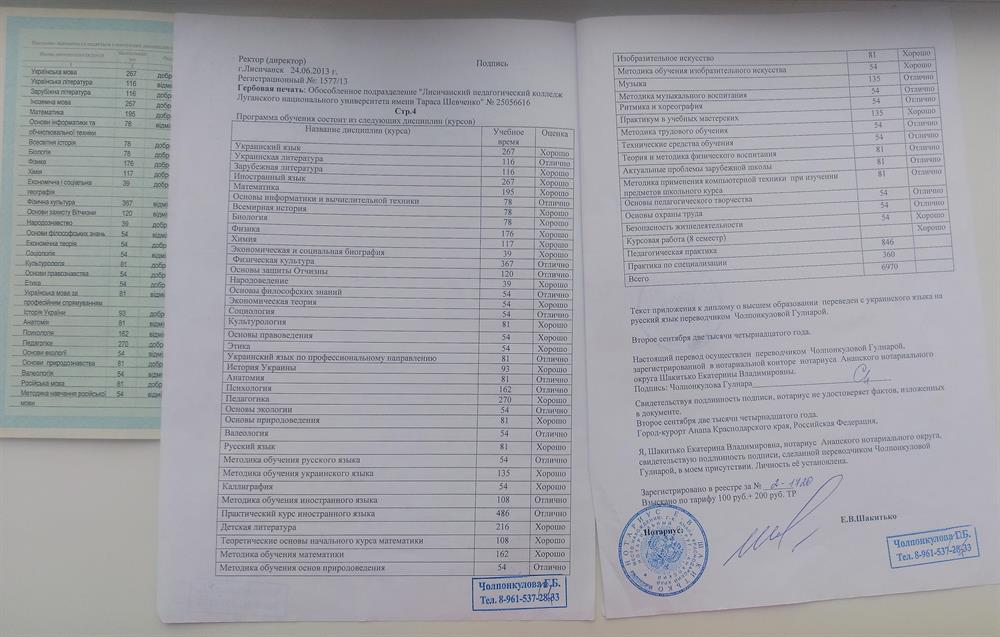 Українська мова 267
Українська література 116
Зарубіжна література 116
Іноземна мова 267
Математика 195
Основи інформатики та 78
обчислювальної техніки
Всесвітня історія 78
Біологія 78
Фізика 176
Хімія 117
Економічна і соціальна 39
географія
Фізична культура 367
Основи захисту Вітчизни 120
Народознавство 39
Основи філософських знань 54
Економічна теорія 54
Соціологія 54
Культурологія 81
Основи правознавства 54
Етика 54
Українська мова за 81
професійним спрямуванням
Історія України 93
Анатомія 81
Психологія 162
Педагогіка 270
Основи екології 54
Основи природознавства 81
Валеологія 54
Російська мова 81
Методика навчання російської 54
мови
Ректор (директор) Подпись
г.Лисичанск 24.06.2013 г.
Регистрационный № 1577/13
Гербовая печать: Обособленное подразделение "Лисичанский педагогический колледж
Луганского национального университета имени Тараса Шевченко" № 25056616
Стр.4
Программа обучения состоит из следующих дисциплин (курсов)
Название дисциплин (курса) Учебное время Оценка
Украинский язык 267 Хорошо
Украинская литература 116 Отлично
Зарубежная литература 116 Хорошо
Иностранный язык 267 Хорошо
Математика 195 Хорошо
Основы информатики и вычислительной техники 78 Отлично
Всемирная история 78 Хорошо
Биология 78 Хорошо
Физика 176 Хорошо
Химия 117 Хорошо
Экономическая и социальная биография 39 Хорошо
Физическая культура 367 Отлично
Основы защиты Отчизны 120 Отлично
Народоведение 39 Хорошо
Основы философских знаний 54 Отлично
Экономическая теория 54 Хорошо
Социология 54 Отлично
Культурология 81 Хорошо
Основы правоведения 54 Хорошо
Этика 54 Хорошо
Украинский язык по профессиональному направлению 81 Отлично
История Украины 93 Хорошо
Анатомия 81 Отлично
Психология 162 Отлично
Педагогика 270 Хорошо
Основы экологии 54 Отлично
Основы природоведения 81 Хорошо
Валеология 54 Отлично
Русский язык 81 Хорошо
Методика обучения русского языка 54 Отлично
Методика обучения украинского языка 135 Хорошо
Каллиграфия 54 Хорошо
Методика обучения иностранного языка 108 Отлично
Практический курс иностранного языка 486 Отлично
Детская литература 216 Хорошо
Теоретические основы начального курса математики 108 Хорошо
Методика обучения математики 162 Хорошо
Методика обучения основ природоведения 54 Отлично
Чолпонкулова Г.Б.
Тел. 8-961-537-28-33
Изобразительное искусство 81 Хорошо
Методика обучения изобразительного искусства 54 Хорошо
Музыка 135 Отлично
Методика музыкального воспитания 54 Отлично
Ритмика и хореография 54 Отлично
Практикум в учебных мастерских 135 Хорошо
Методика трудового обучения 54 Отлично
Технические средства обучения 54 Отлично
Теория и методика физического воспитания 81 Отлично
Актуальные проблемы зарубежной школы 81 Отлично
Методика применения компьютерной техники при изучении 81 Отлично
предметов школьного курса
Основы педагогического творчества 54 Отлично
Основы охраны труда 54 Отлично
Безопасность жизнедеятельности 54 Хорошо
Курсовая работа (8 семестр) Хорошо
Педагогическая практика 846
Практика по специализации 360
Всего 6970
Текст приложения к диплому о высшем образовании переведен с украинского языка на
русский язык переводчиком Чолпонкуловой Гулнарой.
Второе сентября две тысячи четырнадцатого года.
Настоящий перевод осуществлен переводчиком Чолпонкуловой Гулнарой,
зарегистрированной в нотариальной конторе нотариуса Анапского нотариального
округа Шакитько Екатерины Владимировны.
Подпись: Чолпонкулова Гулнара
Свидетельствуя подлинность подписи, нотариус не удостоверяет фактов, изложенных
в документе.
Второе сентября две тысячи четырнадцатого года.
Город-курорт Анапа Краснодарского края, Российская Федерация,
Я, Шакитько Екатерина Владимировна, нотариус Анапского нотариального округа,
свидетельствую подлинность подписи, сделанной переводчиком Чолпонкуловой
Гулнарой, в моем присутствии. Личность её установлена.
Зарегистрировано в реестре за № 2-1720
Взыскано по тарифу 100 руб.+ 200 руб. ТР
Нотариус:
Е.В.Шакитько
Чолпонкулова Г.Б.
Тел. 8-961-537-28-33